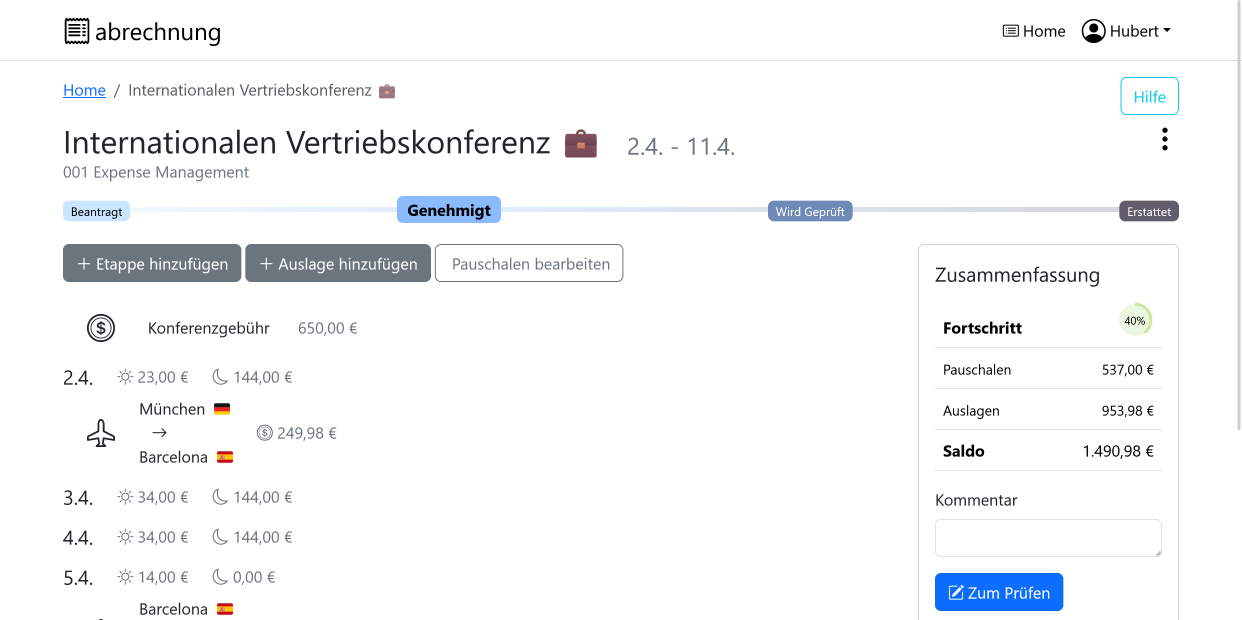 abrechnung
Home
Hubert
Home / Internationalen Vertriebskonferenz
Hilfe
Internationalen Vertriebskonferenz 2.4. - 11.4.
001 Expense Management
Beantragt
Genehmigt
Wird Geprüft
Erstattet
+ Etappe hinzufügen
+ Auslage hinzufügen
Pauschalen bearbeiten
Konferenzgebühr 650,00 €
2.4. 23,00 € 144,00 €
München
→
249,98 €
Barcelona
3.4. 34,00 € 144,00 €
4.4. 34,00 € 144,00 €
5.4. 14,00 € 0,00 €
Barcelona
Zusammenfassung
Fortschritt 40%
Pauschalen 537,00 €
Auslagen 953,98 €
Saldo 1.490,98 €
Kommentar
Zum Prüfen